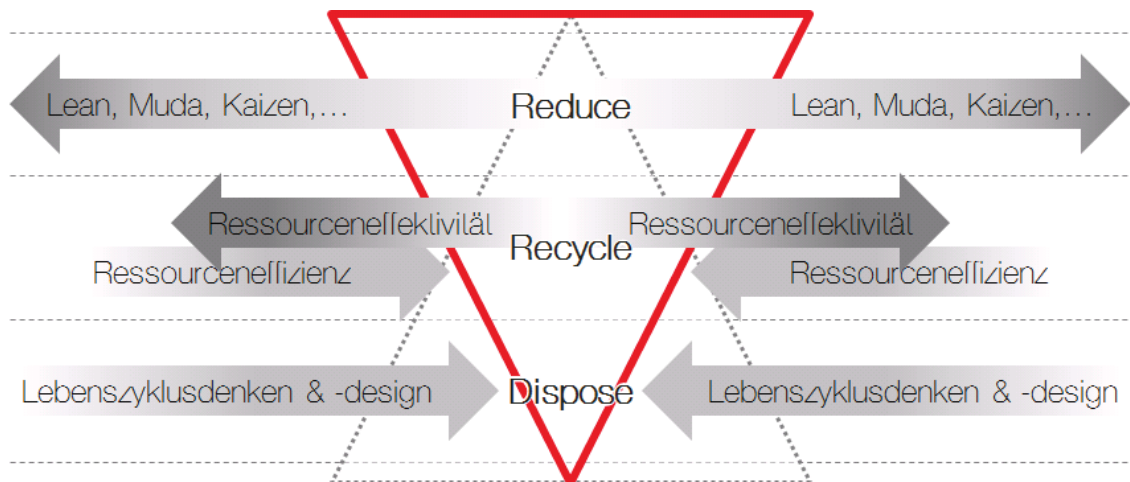 Lean, Muda, Kaizen,... Reduce Lean, Muda, Kaizen,...
Ressourceneffektivität Ressourceneffektivität
Recycle
Ressourceneffizienz Ressourceneffizienz
Lebenszyklusdenken & -design Dispose Lebenszyklusdenken & -design